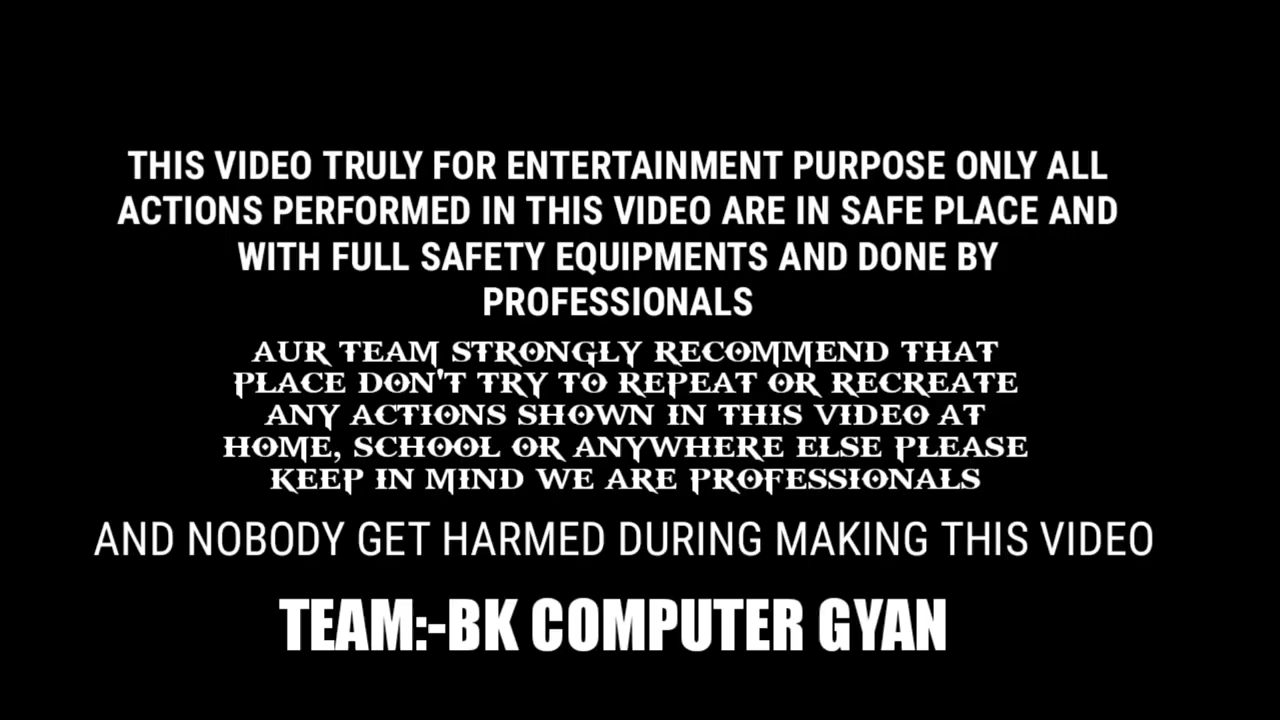 THIS VIDEO TRULY FOR ENTERTAINMENT PURPOSE ONLY ALL
ACTIONS PERFORMED IN THIS VIDEO ARE IN SAFE PLACE AND
WITH FULL SAFETY EQUIPMENTS AND DONE BY
PROFESSIONALS
AUR TEAM STRONGLY RECOMMEND THAT
PLACE DON'T TRY TO REPEAT OR RECREATE
ANY ACTIONS SHOWN IN THIS VIDEO AT
HOME, SCHOOL OR ANYWHERE ELSE PLEASE
KEEP IN MIND WE ARE PROFESSIONALS
AND NOBODY GET HARMED DURING MAKING THIS VIDEO
TEAM:-BK COMPUTER GYAN